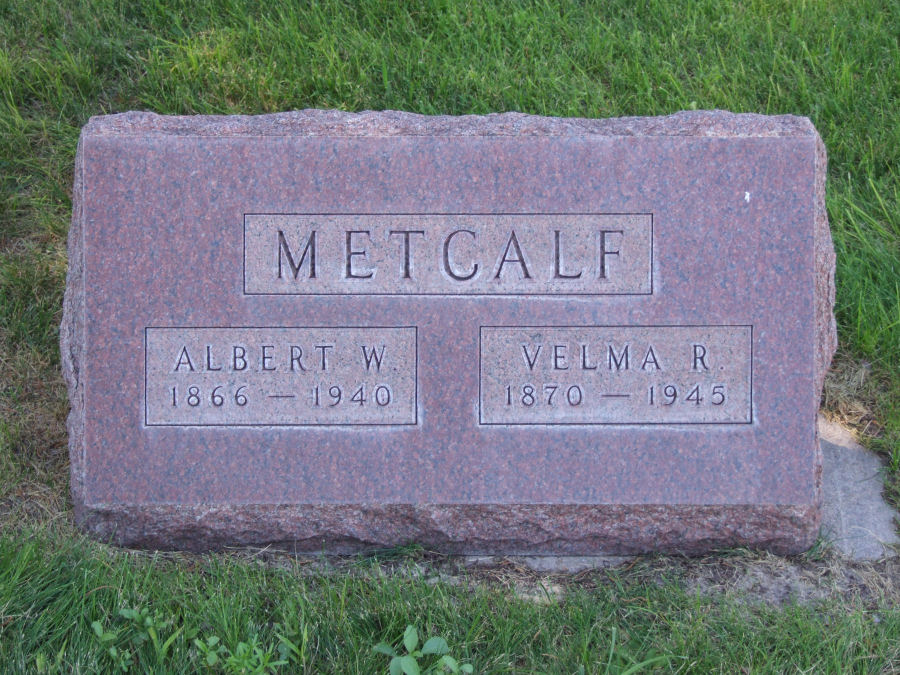 METCALF
ALBERT W.
1866 — 1940
VELMA R.
1870 — 1945